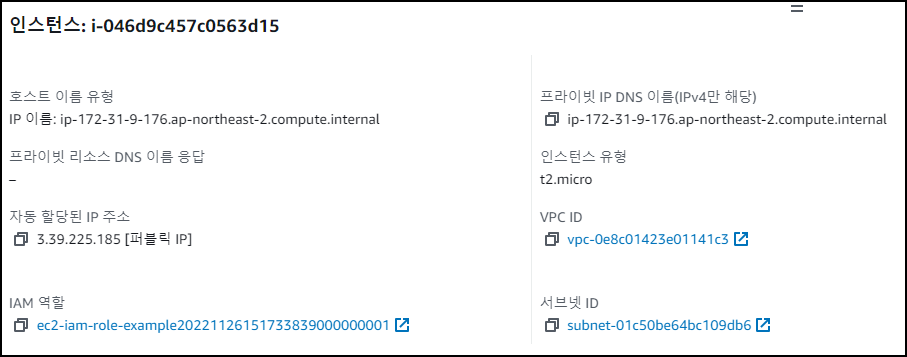 인스턴스: i-046d9c457c0563d15
호스트 이름 유형
IP 이름: ip-172-31-9-176.ap-northeast-2.compute.internal
프라이빗 리소스 DNS 이름 응답
–
자동 할당된 IP 주소
3.39.225.185 [퍼블릭 IP]
IAM 역할
ec2-iam-role-example20221126151733839000000001
프라이빗 IP DNS 이름(IPv4만 해당)
ip-172-31-9-176.ap-northeast-2.compute.internal
인스턴스 유형
t2.micro
VPC ID
vpc-0e8c01423e01141c3
서브넷 ID
subnet-01c50be64bc109db6